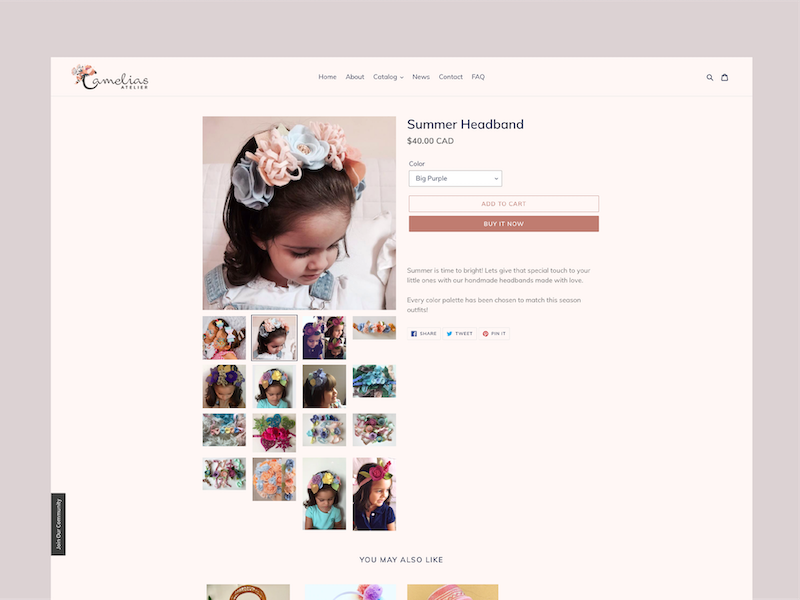 Camelias
ATELIER
Home About Catalog News Contact FAQ
Summer Headband
$40.00 CAD
Color
Big Purple
ADD TO CART
BUY IT NOW
Summer is time to bright! Lets give that special touch to your
little ones with our handmade headbands made with love.
Every color palette has been chosen to match this season
outfits!
SHARE TWEET PIN IT
Join Our Community
YOU MAY ALSO LIKE